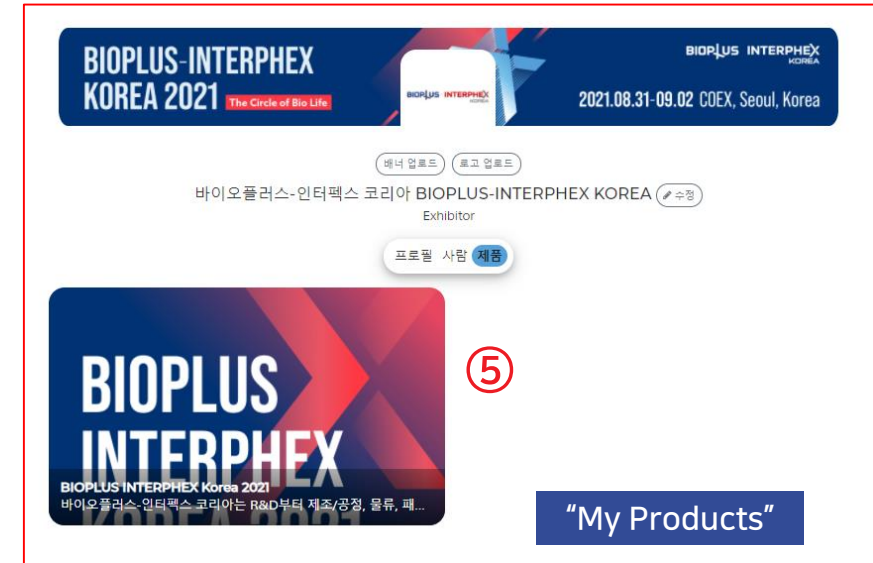 BIOPLUS-INTERPHEX
KOREA 2021 The Circle of Bio Life
BIOPLUS INTERPHEX
KOREA
BIOPLUS INTERPHEX
KOREA
2021.08.31-09.02 COEX, Seoul, Korea
배너 업로드 로고 업로드
바이오플러스-인터펙스 코리아 BIOPLUS-INTERPHEX KOREA 수정
Exhibitor
프로필 사람 제품
BIOPLUS
INTERPHEX
KOREA 2021
BIOPLUS INTERPHEX Korea 2021
바이오플러스-인터펙스 코리아는 R&D부터 제조/공정, 물류, 패...
⑤
“My Products”